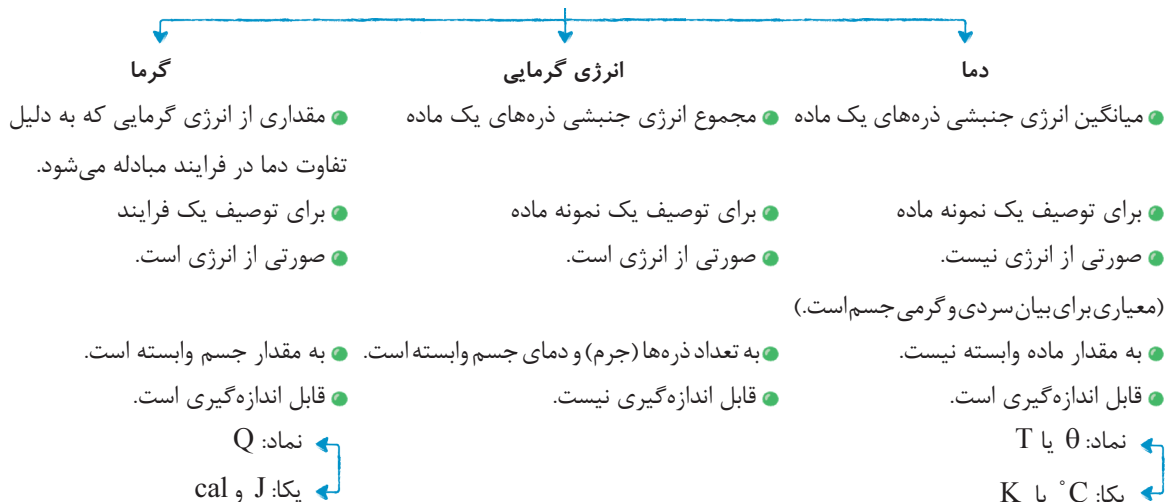 دما
انرژی گرمایی
گرما
میانگین انرژی جنبشی ذره‌های یک ماده
مجموع انرژی جنبشی ذره‌های یک ماده
مقداری از انرژی گرمایی که به دلیل
تفاوت دما در فرایند مبادله می‌شود.
برای توصیف یک نمونه ماده
برای توصیف یک نمونه ماده
برای توصیف یک فرایند
صورتی از انرژی نیست.
صورتی از انرژی است.
صورتی از انرژی است.
(معیاری برای بیان سردی و گرمی جسم است.)
به مقدار ماده وابسته نیست.
به تعداد ذره‌ها (جرم) و دمای جسم وابسته است.
به مقدار جسم وابسته است.
قابل اندازه‌گیری است.
قابل اندازه‌گیری نیست.
قابل اندازه‌گیری است.
نماد: θ یا T
نماد: Q
یکا: °C یا K
یکا: J و cal